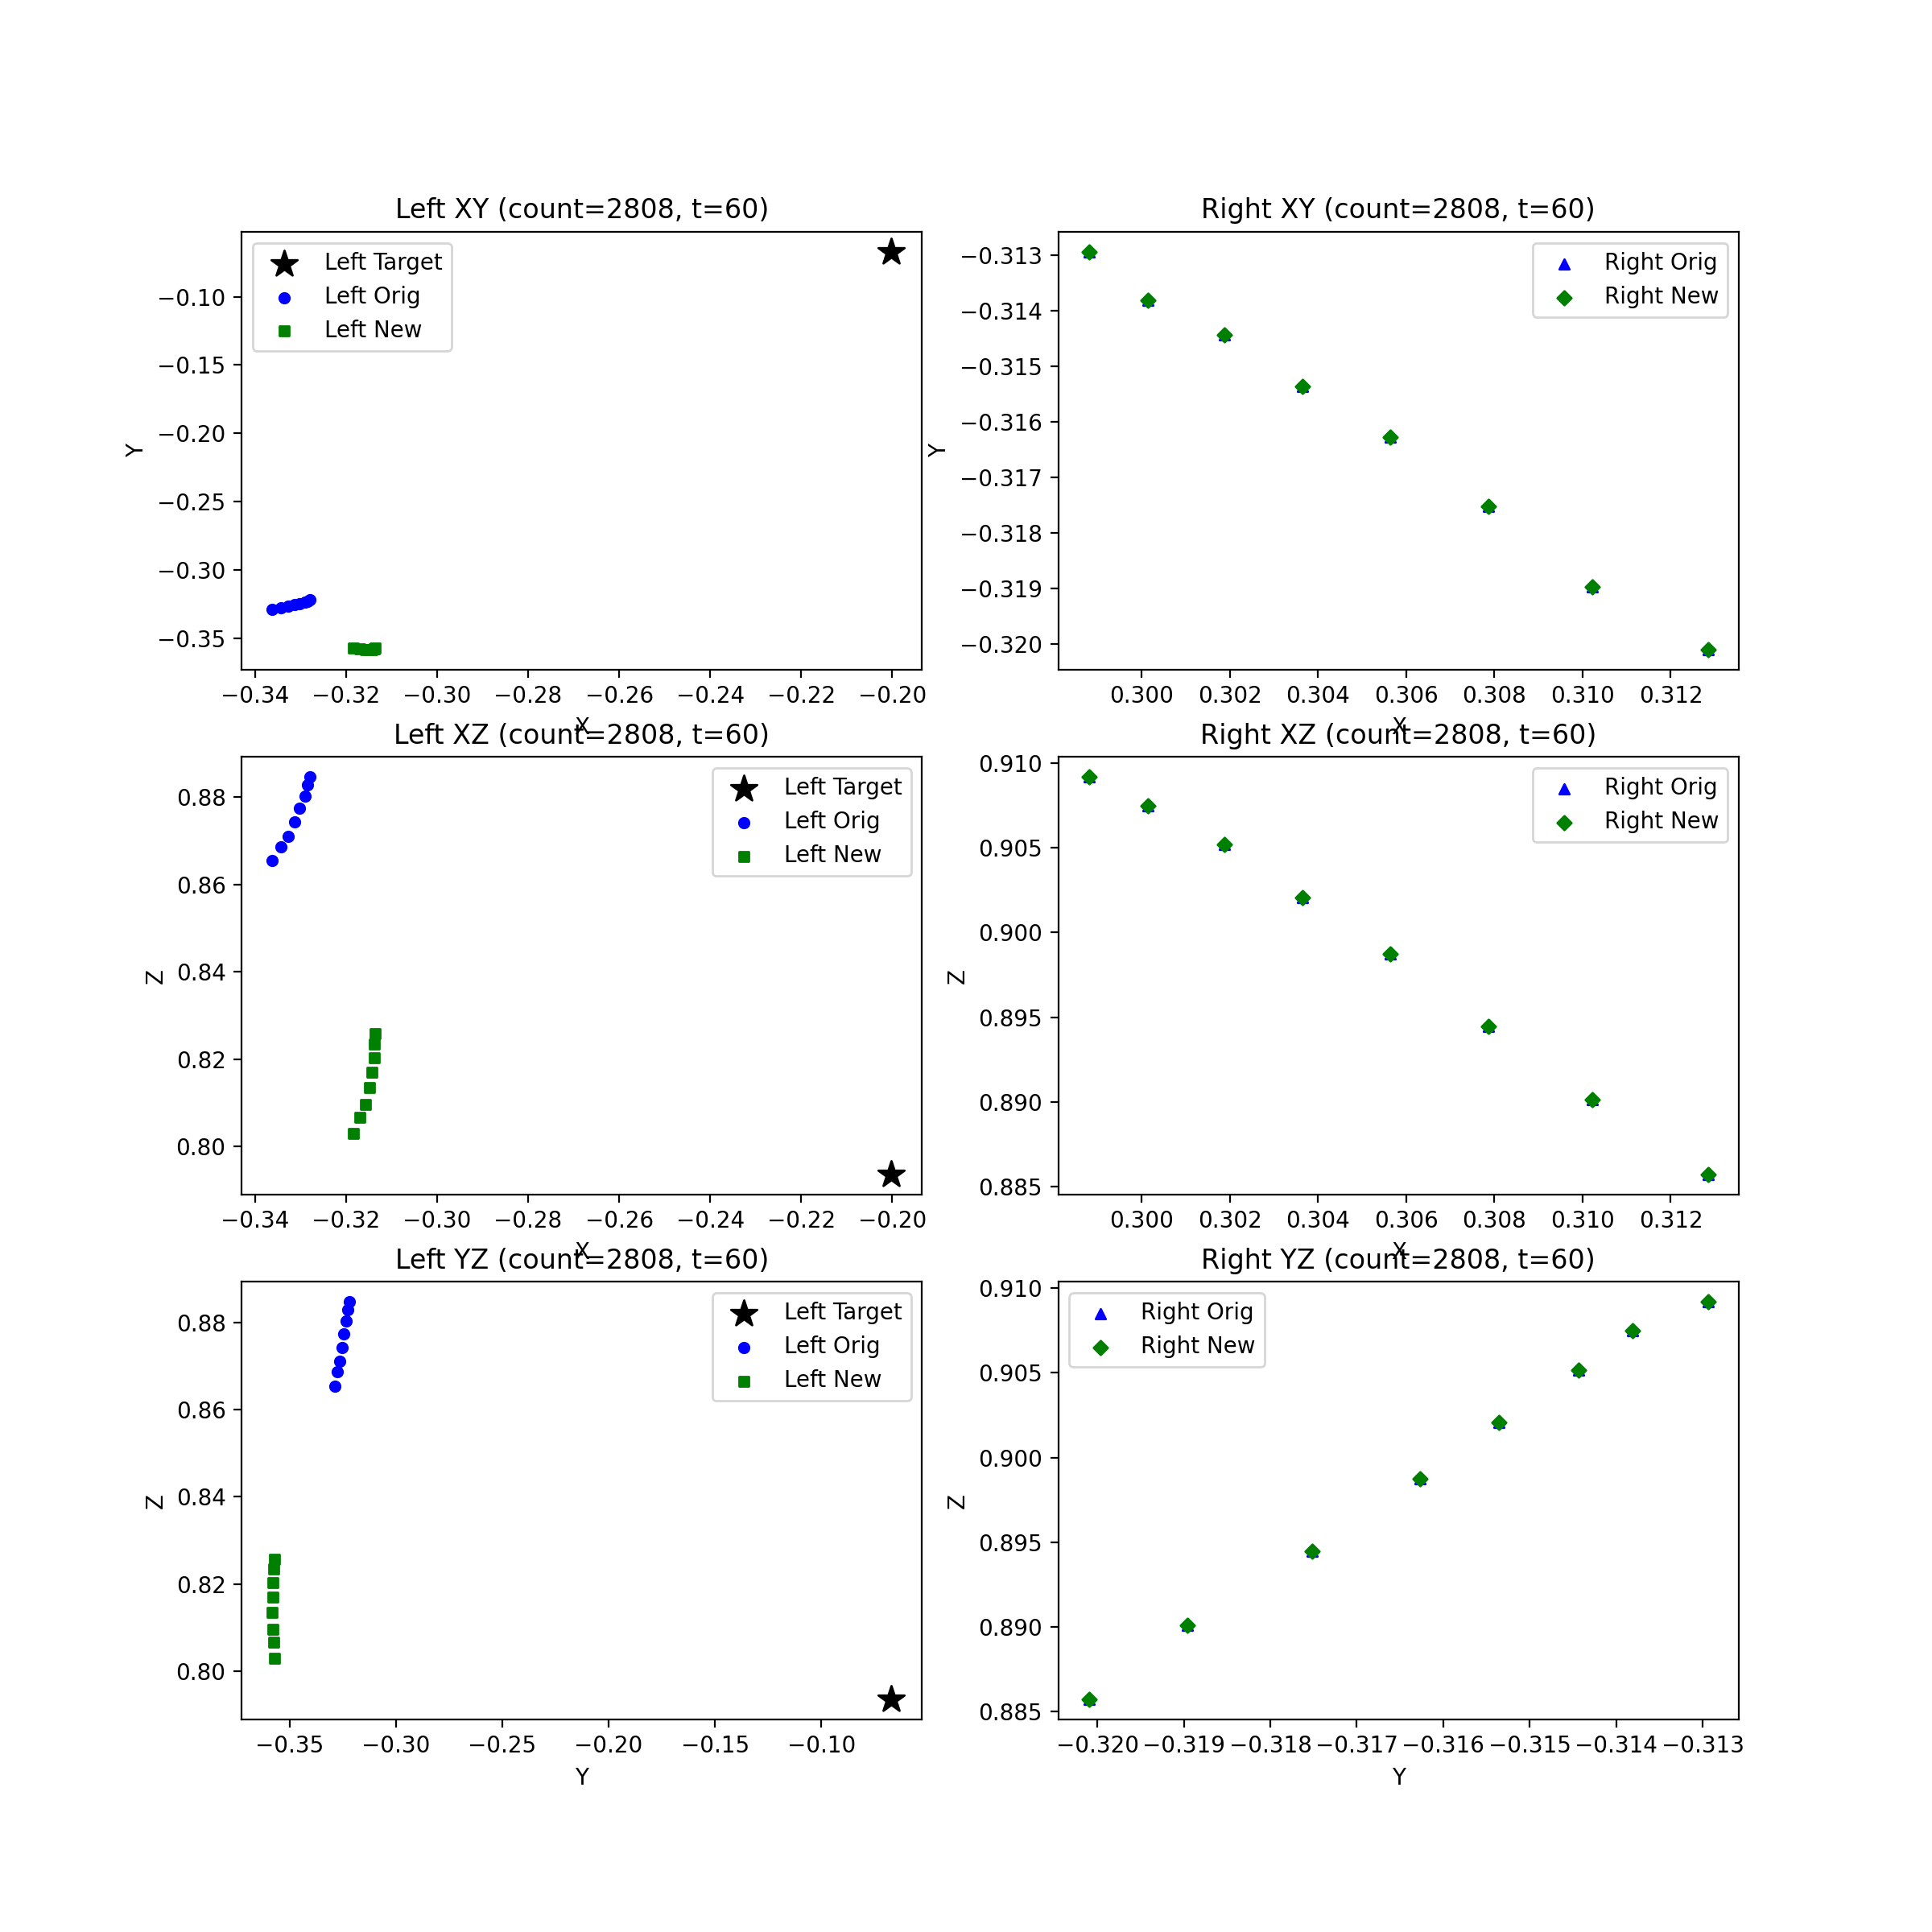 Left XY (count=2808, t=60)
Left Target
Left Orig
Left New
Y
−0.10
−0.15
−0.20
−0.25
−0.30
−0.35
−0.34 −0.32 −0.30 −0.28 −0.26 −0.24 −0.22 −0.20
X
Right XY (count=2808, t=60)
Right Orig
Right New
Y
−0.313
−0.314
−0.315
−0.316
−0.317
−0.318
−0.319
−0.320
0.300 0.302 0.304 0.306 0.308 0.310 0.312
X
Left XZ (count=2808, t=60)
Left Target
Left Orig
Left New
Z
0.88
0.86
0.84
0.82
0.80
−0.34 −0.32 −0.30 −0.28 −0.26 −0.24 −0.22 −0.20
X
Right XZ (count=2808, t=60)
Right Orig
Right New
Z
0.910
0.905
0.900
0.895
0.890
0.885
0.300 0.302 0.304 0.306 0.308 0.310 0.312
X
Left YZ (count=2808, t=60)
Left Target
Left Orig
Left New
Z
0.88
0.86
0.84
0.82
0.80
−0.35 −0.30 −0.25 −0.20 −0.15 −0.10
Y
Right YZ (count=2808, t=60)
Right Orig
Right New
Z
0.910
0.905
0.900
0.895
0.890
0.885
−0.320 −0.319 −0.318 −0.317 −0.316 −0.315 −0.314 −0.313
Y